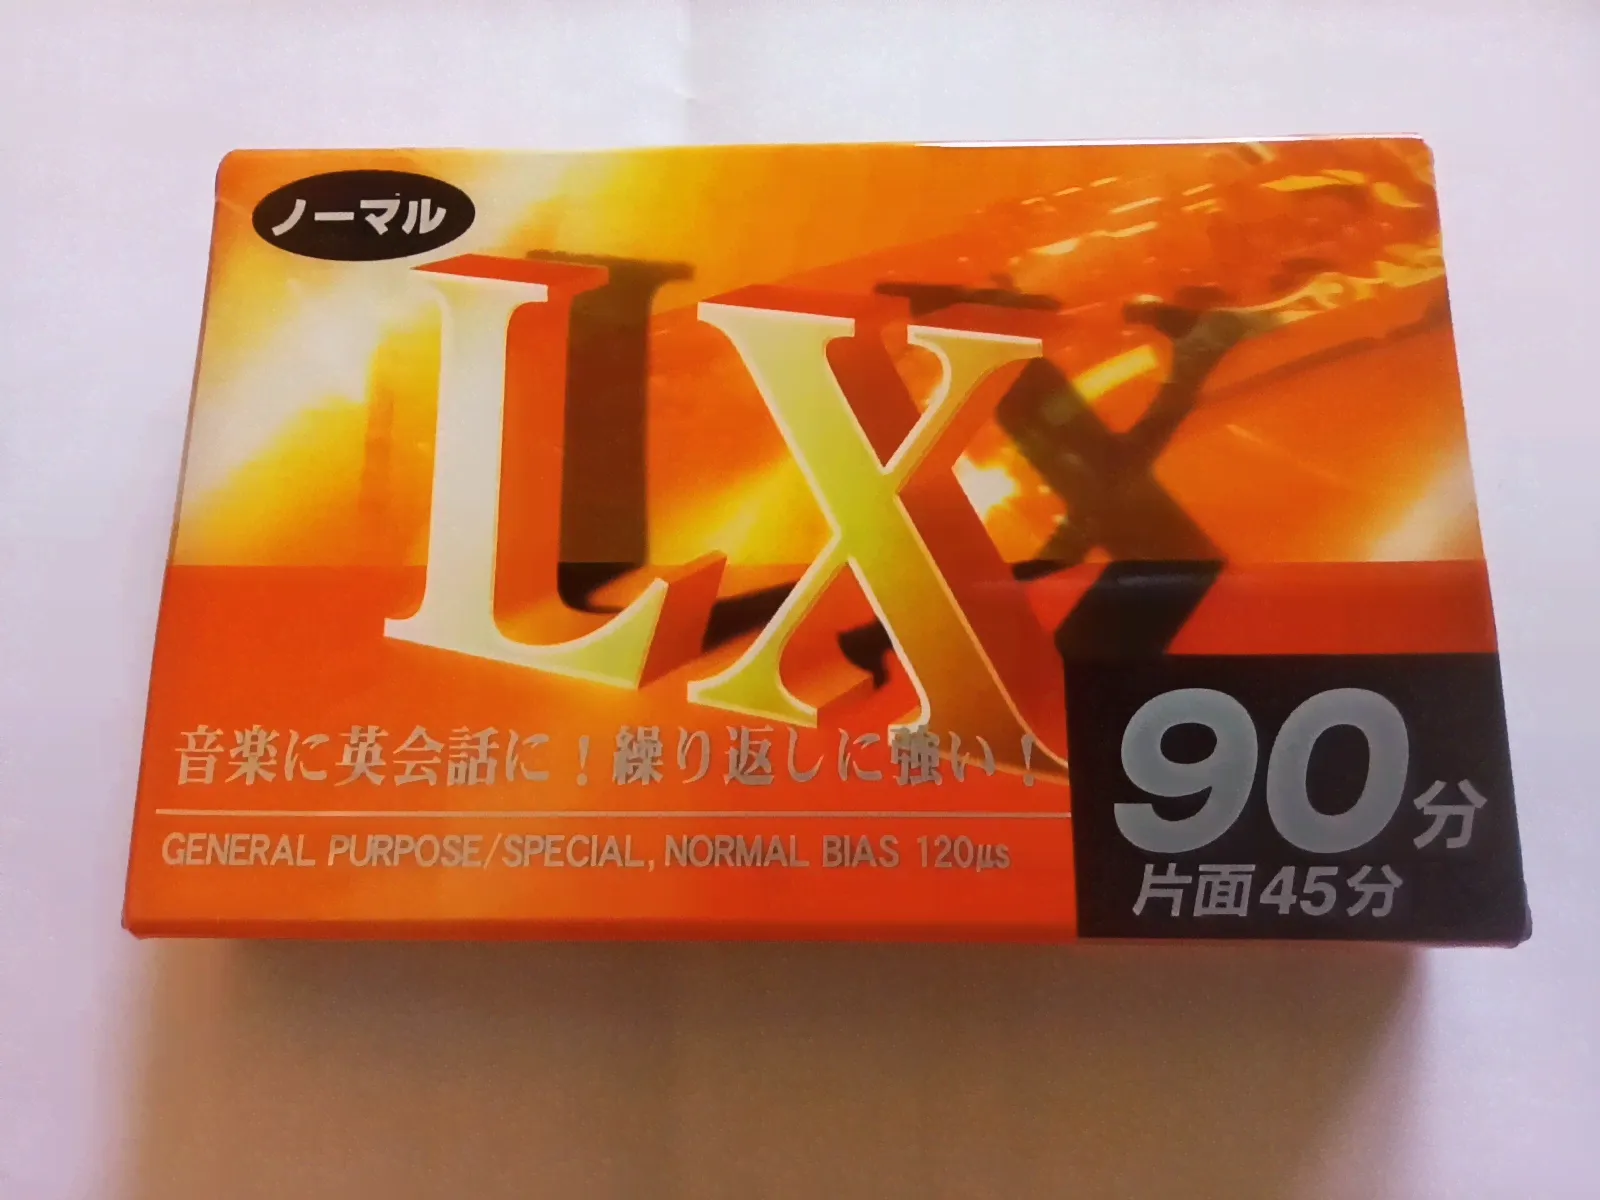 ノーマル
LX
音楽に英会話に!繰り返しに強い!
GENERAL PURPOSE/SPECIAL, NORMAL BIAS 120μs
90分
片面45分